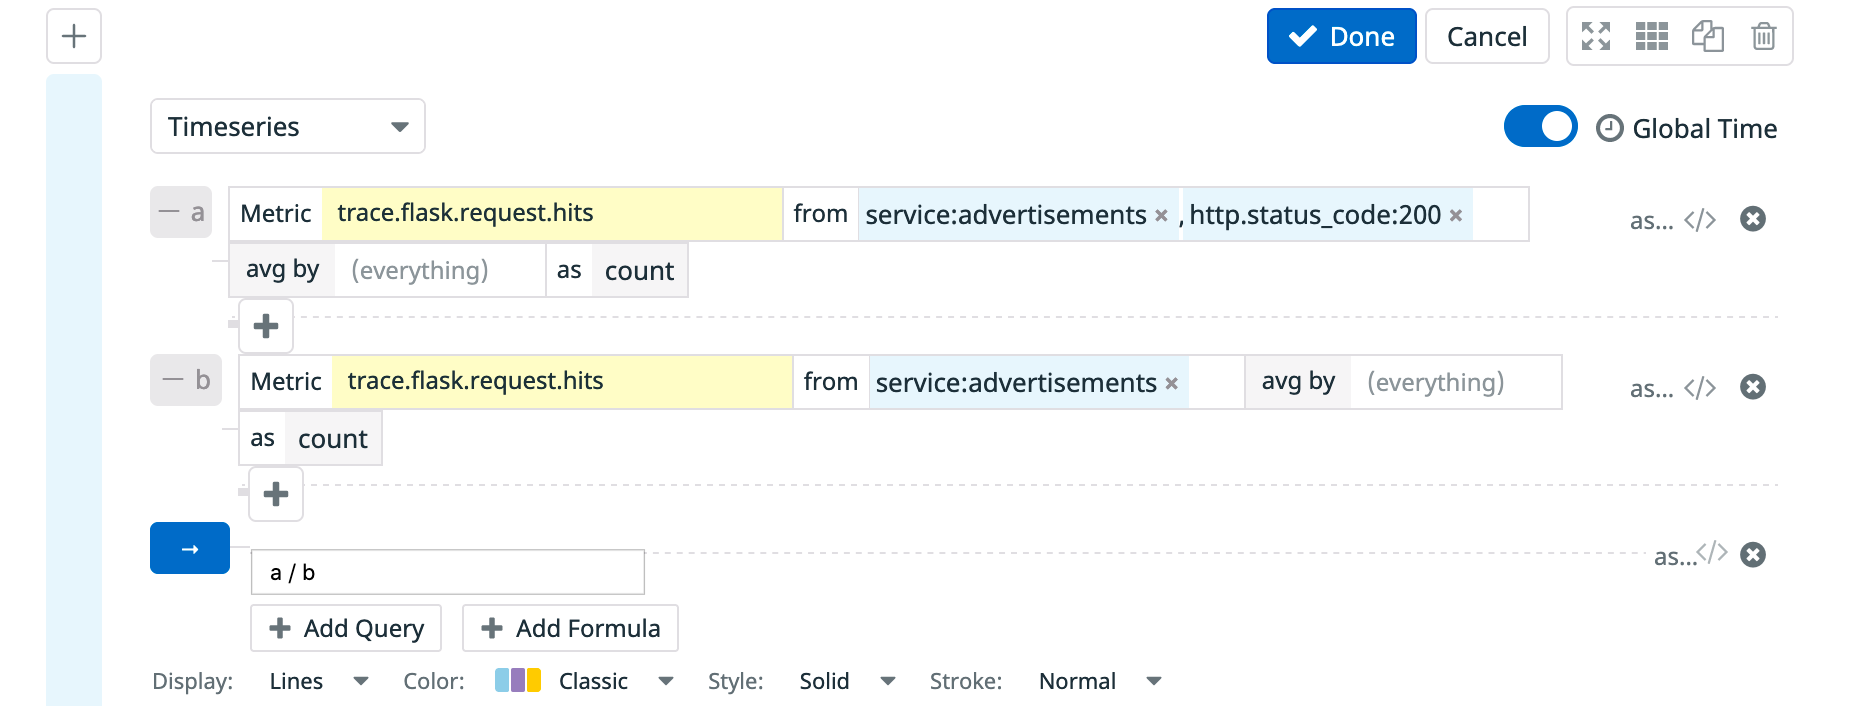 Done Cancel
Timeseries Global Time
a Metric trace.flask.request.hits from service:advertisements × , http.status_code:200 × as... </>
avg by (everything) as count
b Metric trace.flask.request.hits from service:advertisements × avg by (everything) as... </>
as count
→ a / b as... </>
Add Query Add Formula
Display: Lines Color: Classic Style: Solid Stroke: Normal